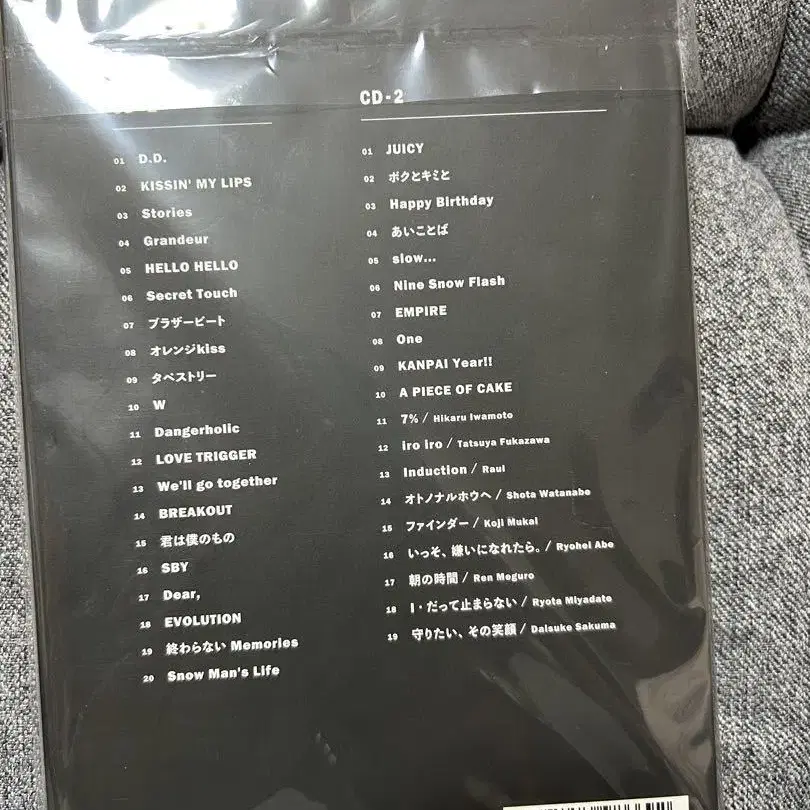 01 D.D.
02 KISSIN' MY LIPS
03 Stories
04 Grandeur
05 HELLO HELLO
06 Secret Touch
07 ブラザービート
08 オレンジkiss
09 タペストリー
10 W
11 Dangerholic
12 LOVE TRIGGER
13 We'll go together
14 BREAKOUT
15 君は僕のもの
16 SBY
17 Dear,
18 EVOLUTION
19 終わらない Memories
20 Snow Man's Life
CD-2
01 JUICY
02 ボクとキミと
03 Happy Birthday
04 あいことば
05 slow...
06 Nine Snow Flash
07 EMPIRE
08 One
09 KANPAI Year!!
10 A PIECE OF CAKE
11 7% / Hikaru Iwamoto
12 iro iro / Tatsuya Fukazawa
13 Induction / Raul
14 オトノナルホウヘ / Shota Watanabe
15 ファインダー / Koji Mukai
16 いっそ、嫌いになれたら。 / Ryohei Abe
17 朝の時間 / Ren Meguro
18 I・だって止まらない / Ryota Miyadate
19 守りたい、その笑顔 / Daisuke Sakuma